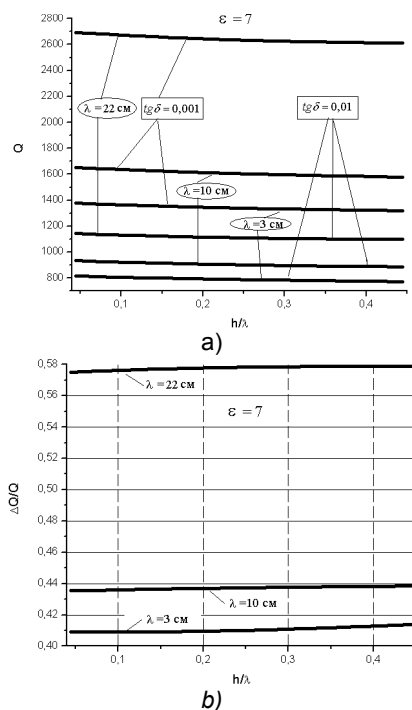 ε = 7
2800
2600
2400
2200
2000
1800
1600
1400
1200
1000
800
Q
λ = 22 см
tgδ = 0,001
tgδ = 0,01
λ =10 см
λ =3 см
0,1
0,2
0,3
0,4
h/λ
a)
0,58
0,56
0,54
0,52
0,50
0,48
0,46
0,44
0,42
0,40
ΔQ/Q
λ =22 см
ε = 7
λ =10 см
λ =3 см
0,1
0,2
0,3
0,4
h/λ
b)